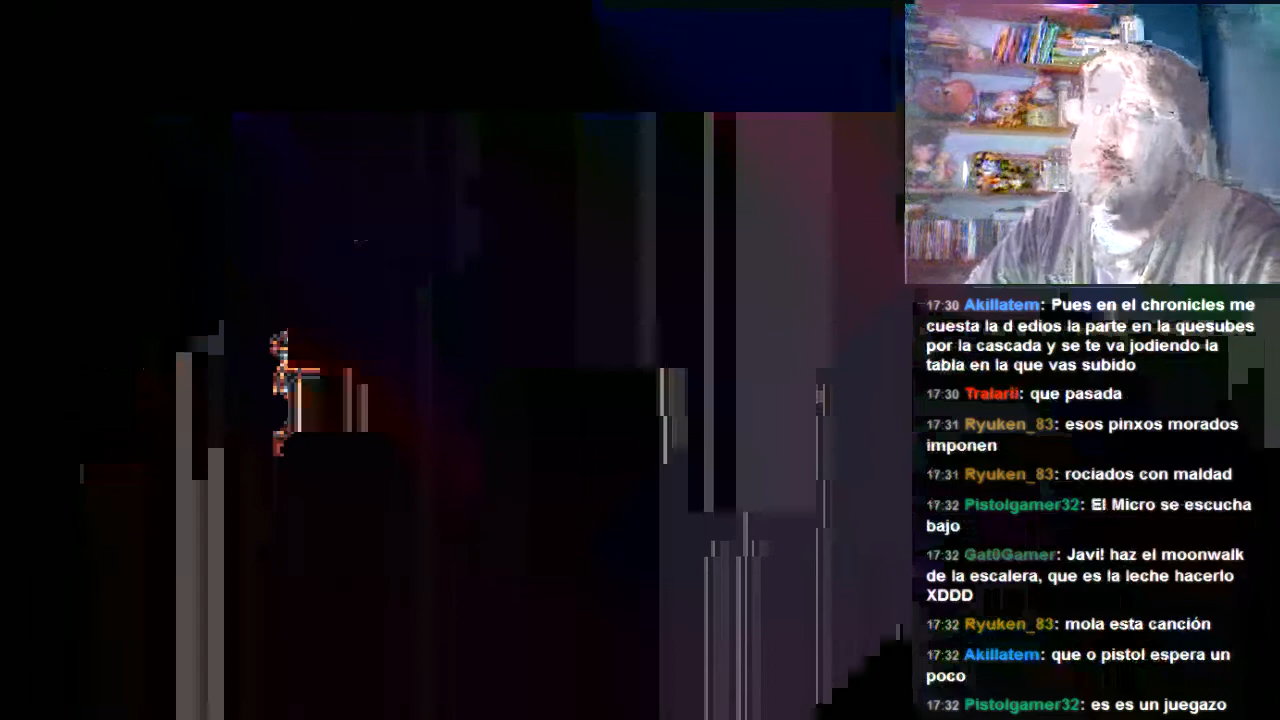 17:30 Akillatem: Pues en el chronicles me
cuesta la d edios la parte en la quesubes
por la cascada y se te va jodiendo la
tabla en la que vas subido
17:30 Tralarii: que pasada
17:31 Ryuken_83: esos pinxos morados
imponen
17:31 Ryuken_83: rociados con maldad
17:32 Pistolgamer32: El Micro se escucha
bajo
17:32 Gat0Gamer: Javi! haz el moonwalk
de la escalera, que es la leche hacerlo
XDDD
17:32 Ryuken_83: mola esta canción
17:32 Akillatem: que o pistol espera un
poco
17:32 Pistolgamer32: es es un juegazo